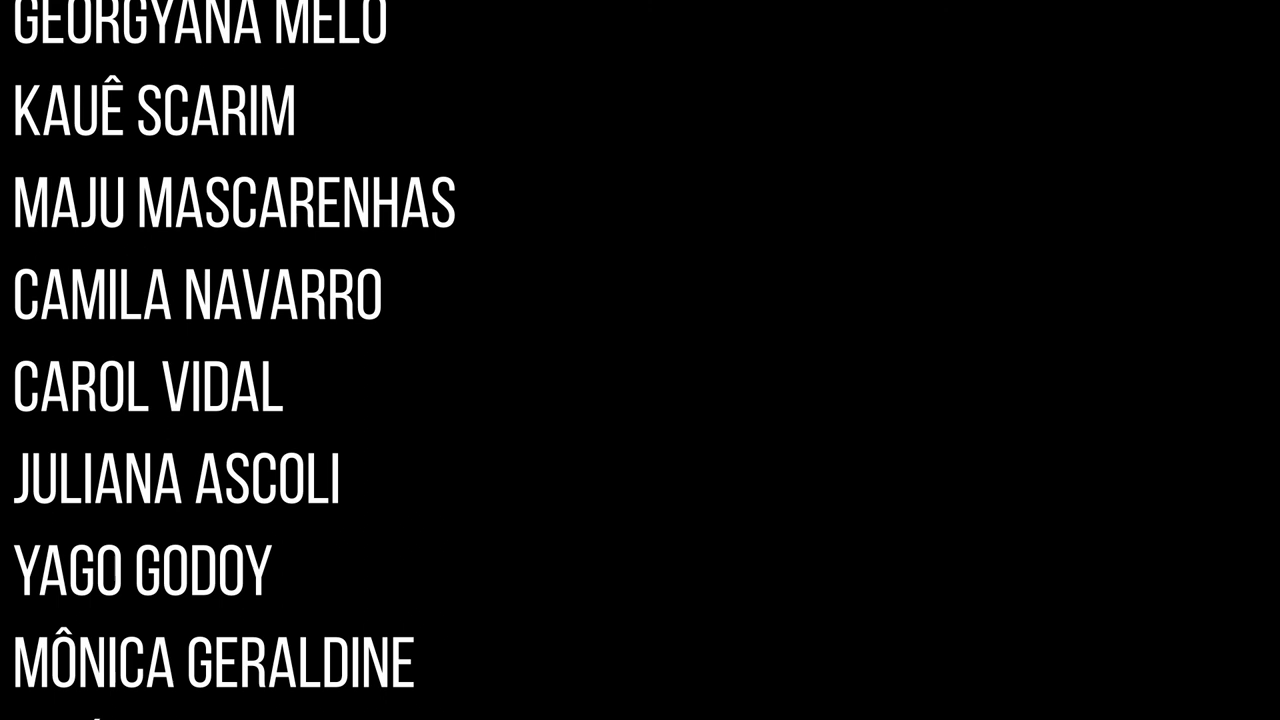 GEORGYANA MELO
KAUÊ SCARIM
MAJU MASCARENHAS
CAMILA NAVARRO
CAROL VIDAL
JULIANA ASCOLI
YAGO GODOY
MÔNICA GERALDINE